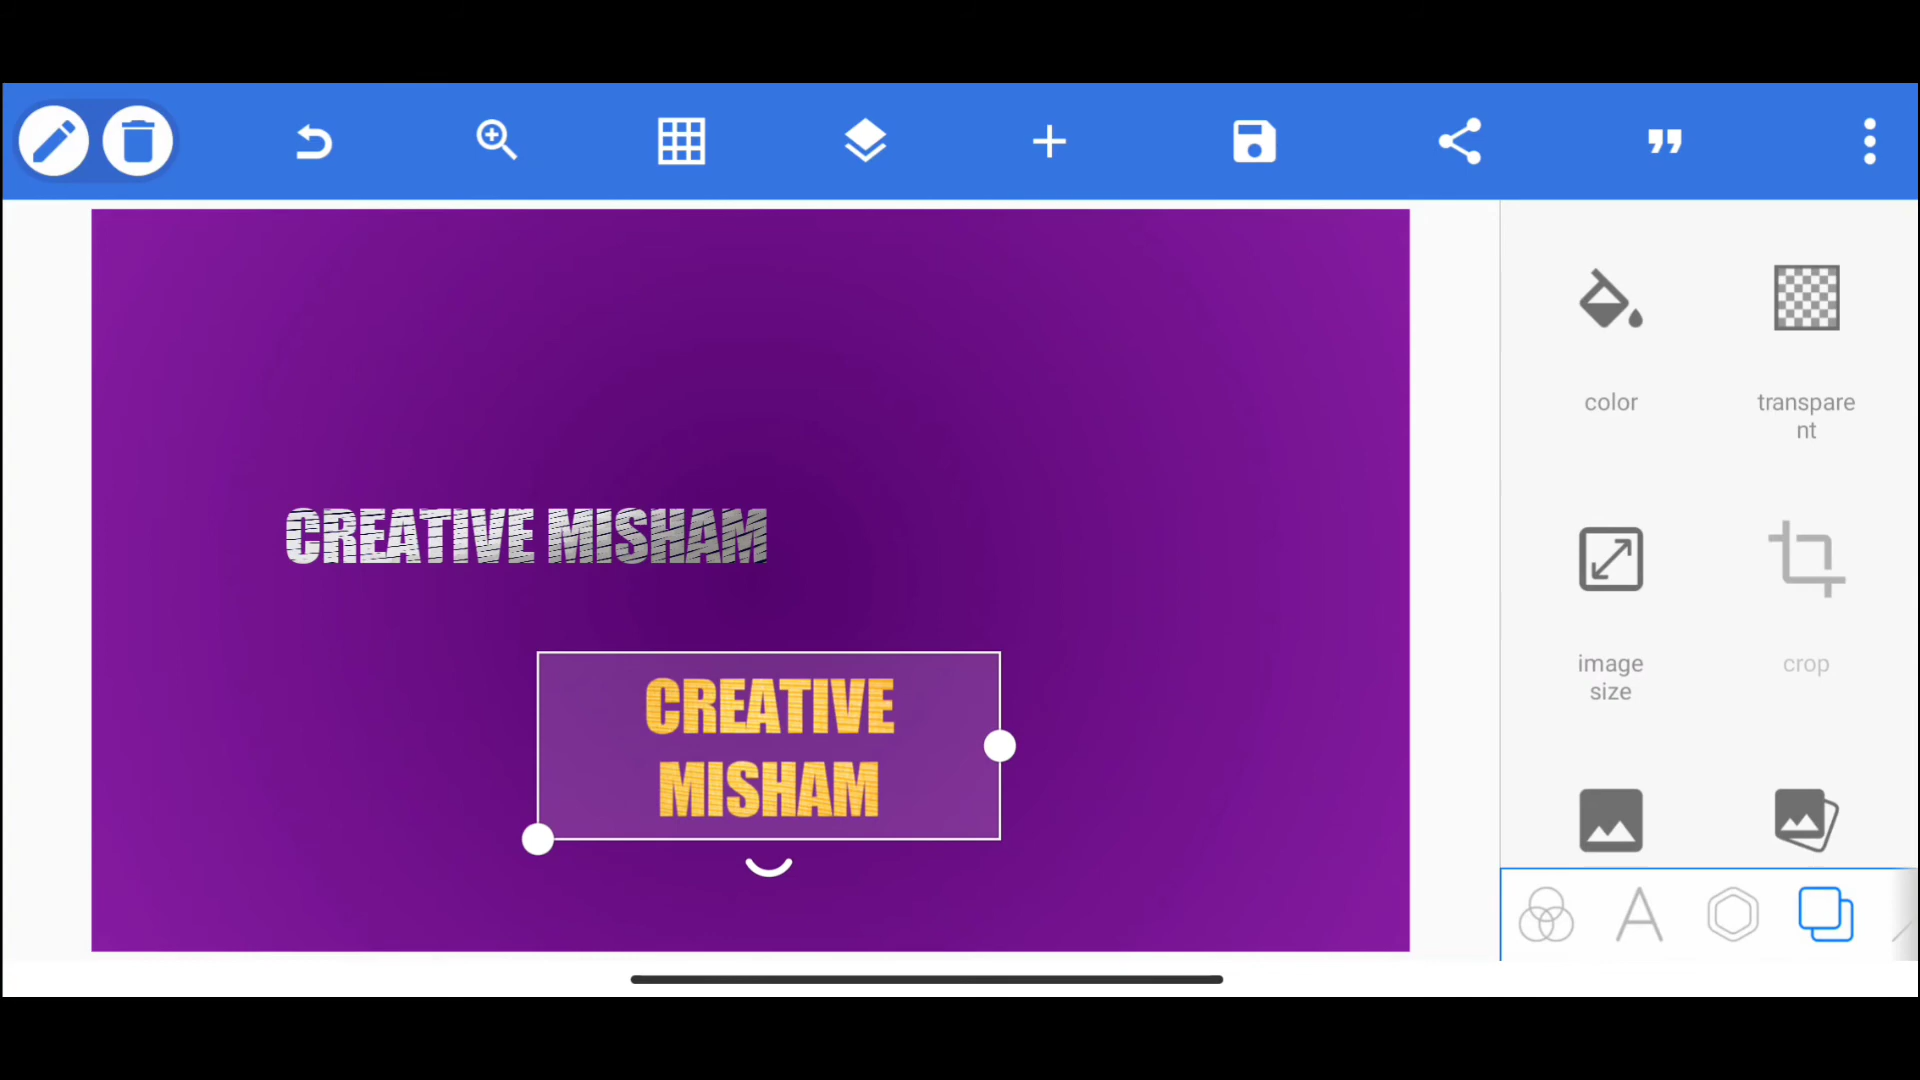 CREATIVE MISHAM
CREATIVE
MISHAM
color
transpare
nt
image
size
crop